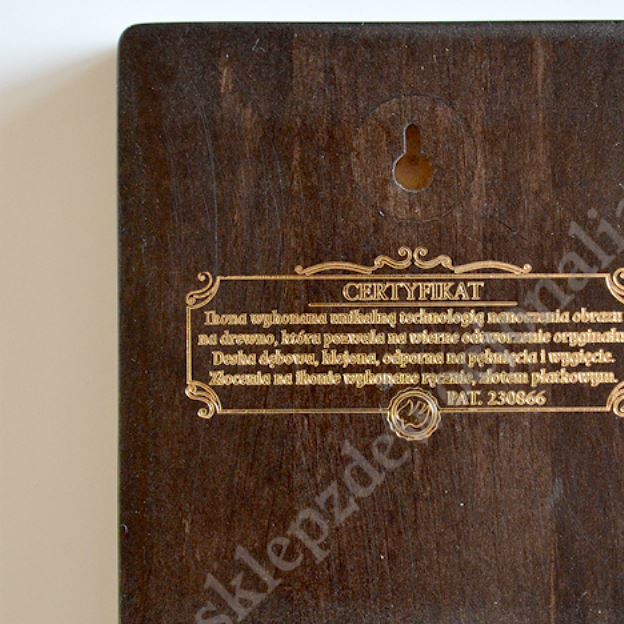 CERTYFIKAT
Ikona wykonana unikalną technologią nanoszenia obrazu
na drewno, która pozwala na wierne odtworzenie oryginału
Deska dębowa, klejona, odporna na pęknięcia i wygięcie.
Złocenia na ikonie wykonane ręcznie, złotem płatkowym.
PAT. 230866